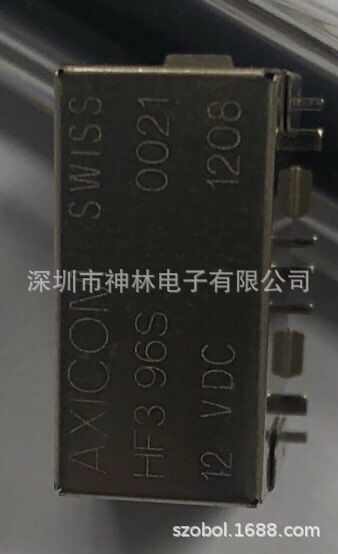 AXICOM SWISS
HF3 96S 0021
12 VDC 1208
深圳市神林电子有限公司
szobol.1688.com